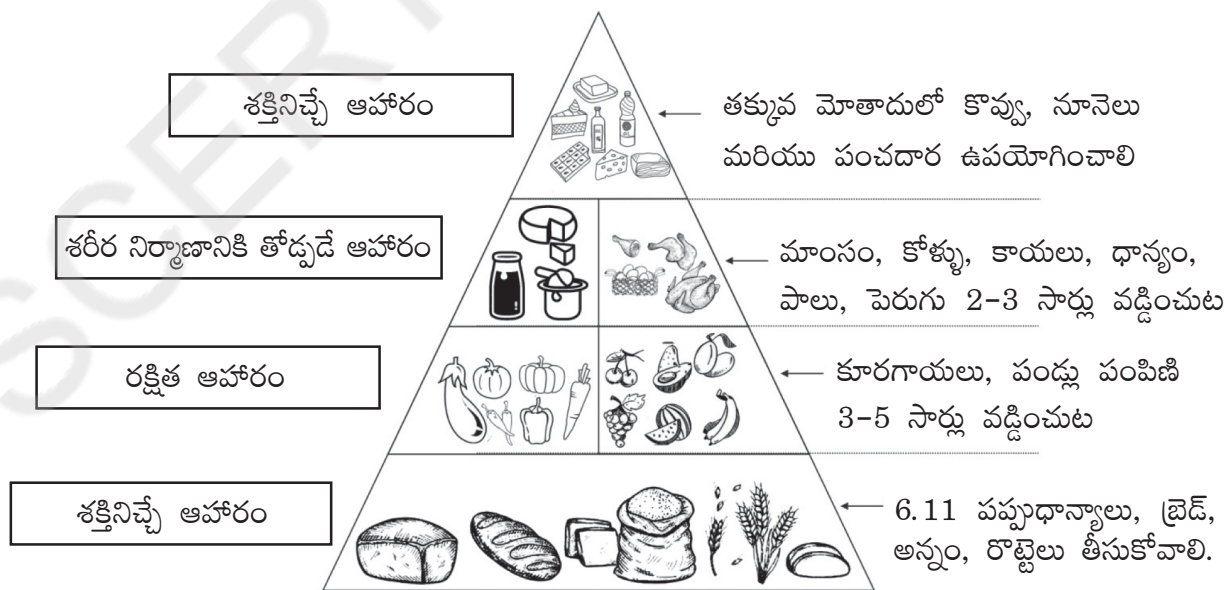 శక్తినిచ్చే ఆహారం
తక్కువ మోతాదులో కొవ్వు, నూనెలు
మరియు పంచదార ఉపయోగించాలి
శరీర నిర్మాణానికి తోడ్పడే ఆహారం
మాంసం, కోళ్ళు, కాయలు, ధాన్యం,
పాలు, పెరుగు 2-3 సార్లు వడ్డించుట
రక్షిత ఆహారం
కూరగాయలు, పండ్లు పంపిణి
3-5 సార్లు వడ్డించుట
శక్తినిచ్చే ఆహారం
6.11 పప్పుధాన్యాలు, బ్రెడ్,
అన్నం, రొట్టెలు తీసుకోవాలి.
SCERT